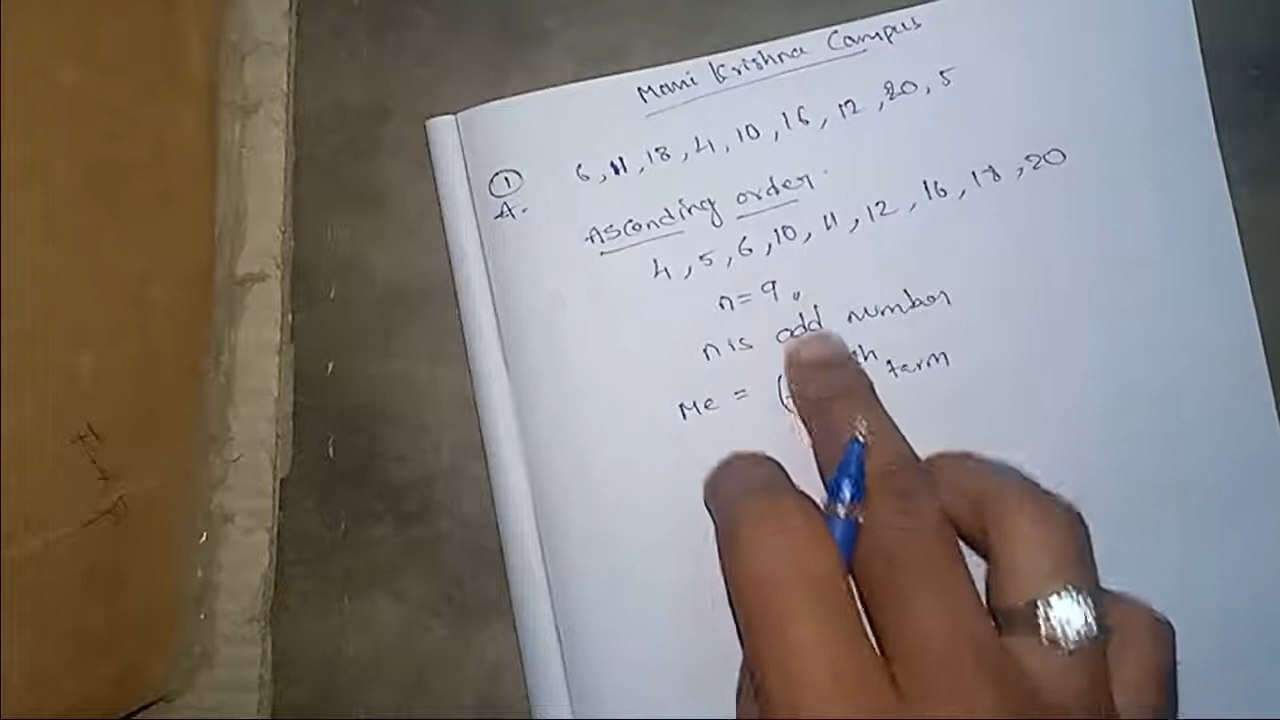 Mani Krishna Campus
① 6, 11, 18, 4, 10, 16, 12, 20, 5
A. Ascending order.
4, 5, 6, 10, 11, 12, 16, 18, 20
n = 9,
n is odd number
Me = ( th term